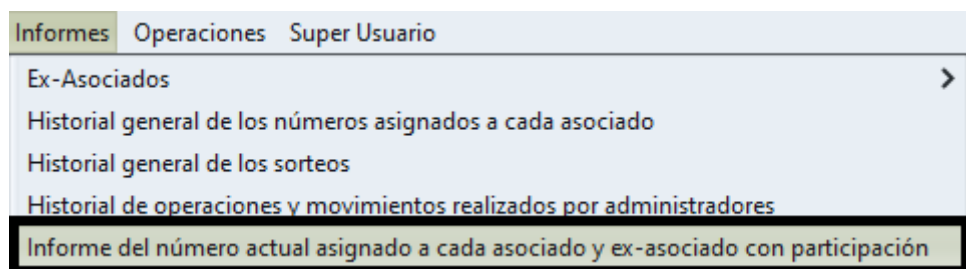 Informes Operaciones Super Usuario
Ex-Asociados
Historial general de los números asignados a cada asociado
Historial general de los sorteos
Historial de operaciones y movimientos realizados por administradores
Informe del número actual asignado a cada asociado y ex-asociado con participación